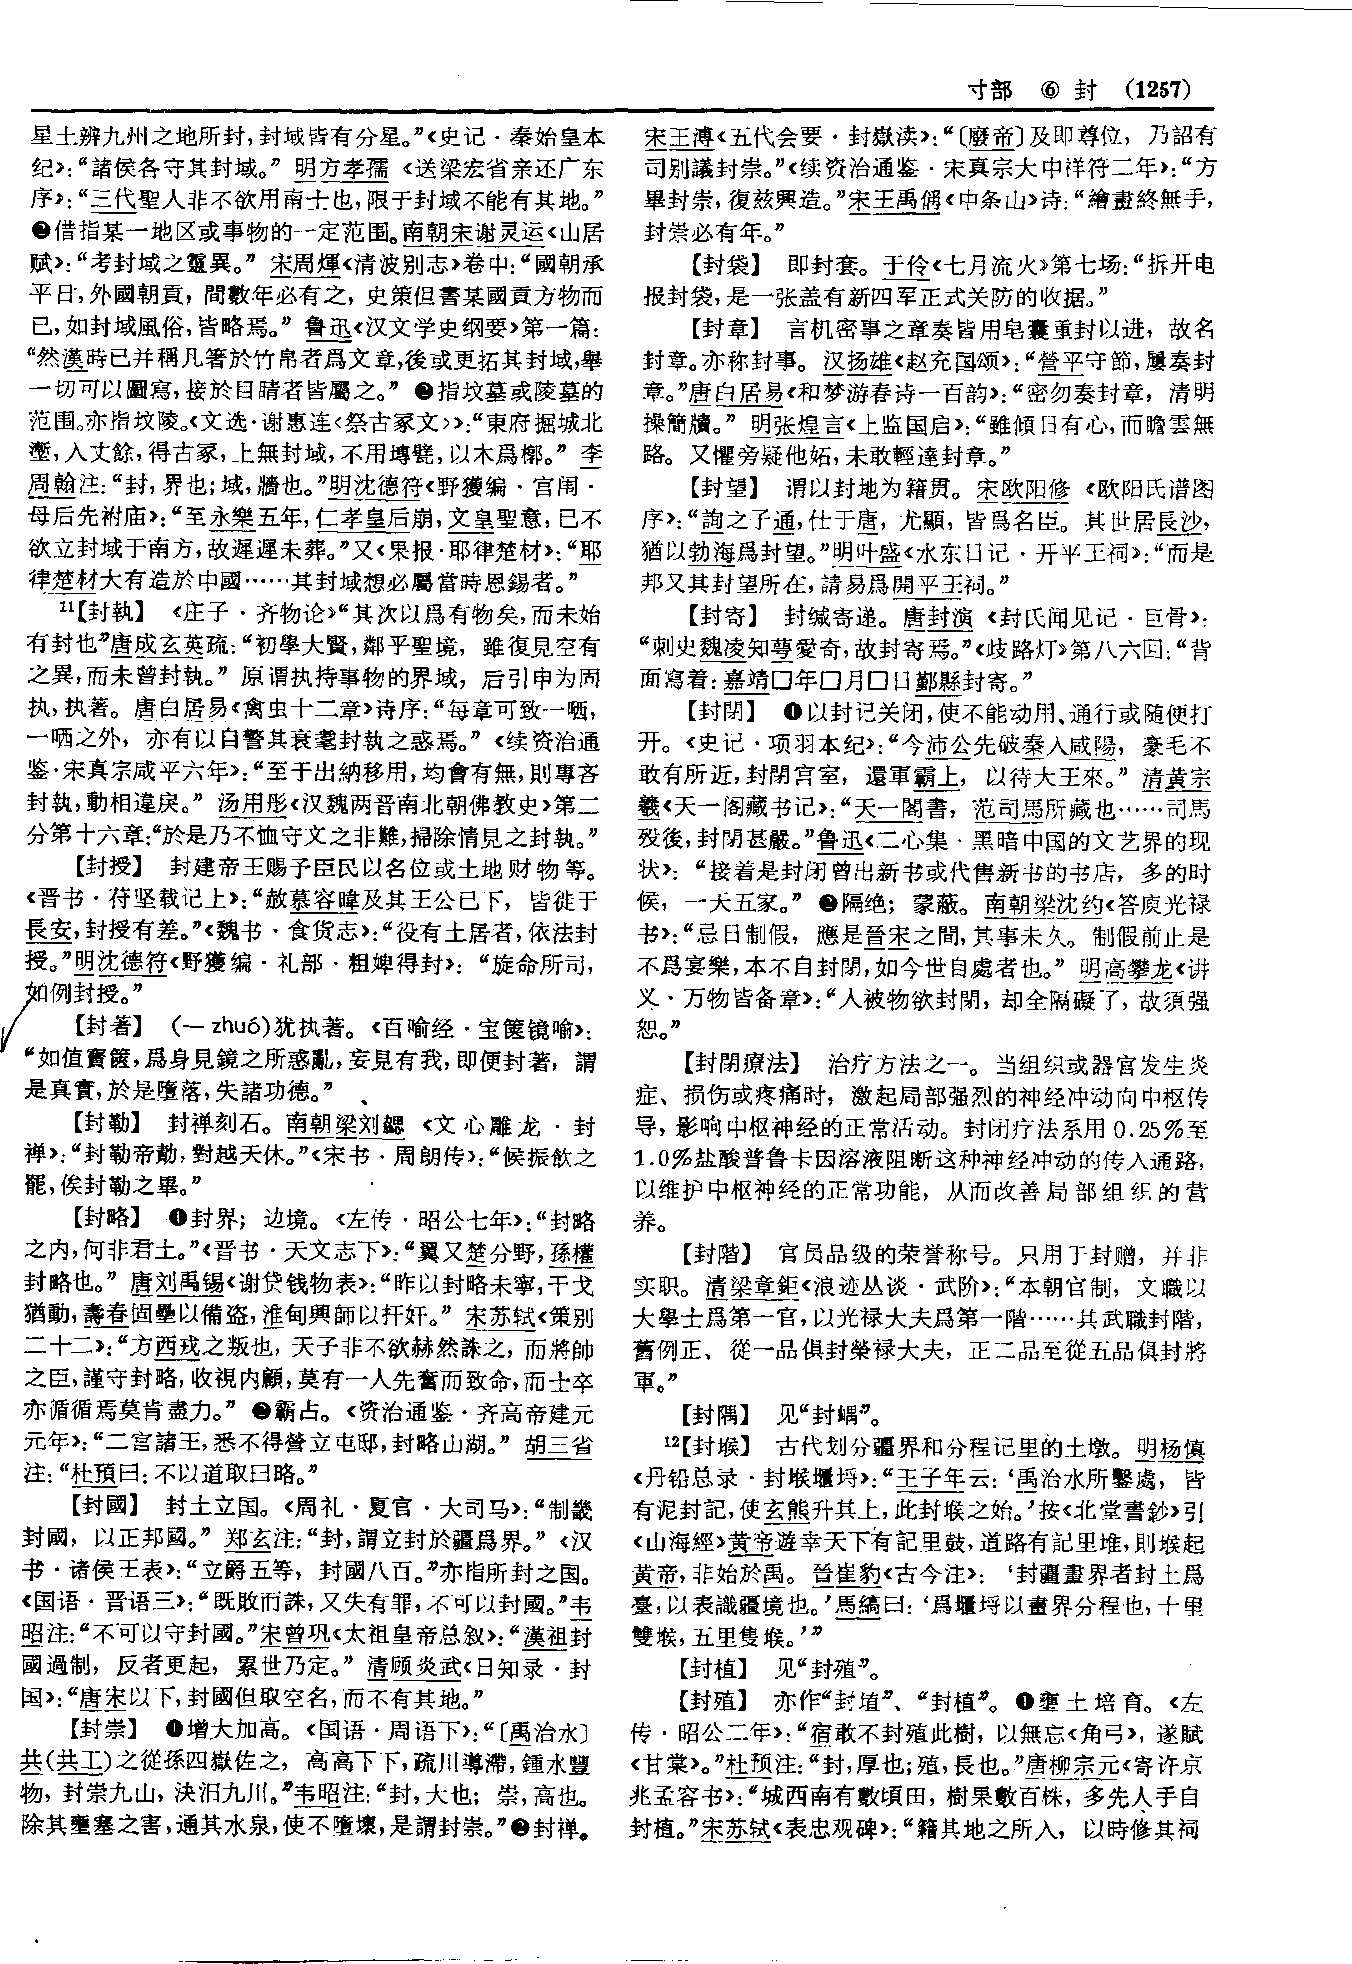 寸部 ⑥ 封 (1257)
星土辨九州之地所封，封域皆有分星。”《史记·秦始皇本
纪》：“諸侯各守其封域。” 明方孝孺《送梁宏省亲还广东
序》：“三代聖人非不欲用南士也，限于封域不能有其地。”
❷借指某一地区或事物的一定范围。南朝宋谢灵运《山居
赋》：“考封域之靈異。” 宋周煇《清波别志》卷中：“國朝承
平日，外國朝貢，間數年必有之，史策但書某國貢方物而
已，如封域風俗，皆略焉。” 鲁迅《汉文学史纲要》第一篇：
“然漢時已并稱凡箸於竹帛者爲文章，後或更拓其封域，舉
一切可以圖寫，接於目睛者皆屬之。” ❷指坟墓或陵墓的
范围。亦指坟陵。《文选·谢惠连〈祭古冢文〉》：“東府掘城北
壍，入丈餘，得古冢，上無封域，不用塼甓，以木爲槨。” 李
周翰注：“封，界也；域，牆也。”明沈德符《野獲编·宫闱·
母后先祔庙》：“至永樂五年，仁孝皇后崩，文皇聖意，已不
欲立封域于南方，故遲遲未葬。”又《果报·耶律楚材》：“耶
律楚材大有造於中國……其封域想必屬當時恩錫者。”
11【封執】 《庄子·齐物论》“其次以爲有物矣，而未始
有封也”唐成玄英疏：“初學大賢，鄰乎聖境，雖復見空有
之異，而未曾封執。” 原谓执持事物的界域，后引申为固
执，执著。唐白居易《禽虫十二章》诗序：“每章可致一哂，
一哂之外，亦有以自警其衰耄封執之惑焉。”《续资治通
鉴·宋真宗咸平六年》：“至于出納移用，均會有無，則專吝
封執，動相違戾。” 汤用彤《汉魏两晋南北朝佛教史》第二
分第十六章：“於是乃不恤守文之非難，掃除情見之封執。”
【封授】 封建帝王赐予臣民以名位或土地财物等。
《晋书·苻坚载记上》：“赦慕容暐及其王公已下，皆徙于
長安，封授有差。”《魏书·食货志》：“役有土居者，依法封
授。”明沈德符《野獲编·礼部·粗婢得封》：“旋命所司，
如例封授。”
【封著】 (—zhuó)犹执著。《百喻经·宝箧镜喻》：
“如值寶篋，爲身見鏡之所惑亂，妄見有我，即便封著，謂
是真實，於是墮落，失諸功德。”
【封勒】 封禅刻石。南朝梁刘勰《文心雕龙·封
禅》：“封勒帝勣，對越天休。”《宋书·周朗传》：“候振飲之
罷，俟封勒之畢。”
【封略】 ❶封界；边境。《左传·昭公七年》：“封略
之内，何非君土。”《晋书·天文志下》：“翼又楚分野，孫權
封略也。” 唐刘禹锡《谢贷钱物表》：“昨以封略未寧，干戈
猶動，壽春固壘以備盗，淮甸興師以扞奸。” 宋苏轼《策别
二十二》：“方西戎之叛也，天子非不欲赫然誅之，而將帥
之臣，謹守封略，收視内顧，莫有一人先奮而致命，而士卒
亦循循焉莫肯盡力。” ❷霸占。《资治通鉴·齐高帝建元
元年》：“二宫諸王，悉不得營立屯邸，封略山湖。” 胡三省
注：“杜預曰：不以道取曰略。”
【封國】 封土立国。《周礼·夏官·大司马》：“制畿
封國，以正邦國。” 郑玄注：“封，謂立封於疆爲界。”《汉
书·诸侯王表》：“立爵五等，封國八百。”亦指所封之国。
《国语·晋语三》：“既敗而誅，又失有罪，不可以封國。”韦
昭注：“不可以守封國。”宋曾巩《太祖皇帝总叙》：“漢祖封
國過制，反者更起，累世乃定。” 清顾炎武《日知录·封
国》：“唐宋以下，封國但取空名，而不有其地。”
【封崇】 ❶增大加高。《国语·周语下》：“〔禹治水〕
共(共工)之從孫四嶽佐之，高高下下，疏川導滯，鍾水豐
物，封崇九山，決汨九川。”韦昭注：“封，大也；崇，高也。
除其壅塞之害，通其水泉，使不墮壞，是謂封崇。”❷封禅。
宋王溥《五代会要·封嶽渎》：“〔廢帝〕及即尊位，乃詔有
司别議封崇。”《续资治通鉴·宋真宗大中祥符二年》：“方
畢封崇，復兹興造。”宋王禹偁《中条山》诗：“繪畫終無手，
封崇必有年。”
【封袋】 即封套。于伶《七月流火》第七场：“拆开电
报封袋，是一张盖有新四军正式关防的收据。”
【封章】 言机密事之章奏皆用皂囊重封以进，故名
封章。亦称封事。汉扬雄《赵充国颂》：“營平守節，屢奏封
章。”唐白居易《和梦游春诗一百韵》：“密勿奏封章，清明
操簡牘。” 明张煌言《上监国启》：“雖傾日有心，而瞻雲無
路。又懼旁疑他妬，未敢輕達封章。”
【封望】 谓以封地为籍贯。宋欧阳修《欧阳氏谱图
序》：“詢之子通，仕于唐，尤顯，皆爲名臣。其世居長沙，
猶以勃海爲封望。”明叶盛《水东日记·开平王祠》：“而是
邦又其封望所在，請易爲開平王祠。”
【封寄】 封缄寄递。唐封演《封氏闻见记·巨骨》：
“刺史魏凌知萼愛奇，故封寄焉。”《歧路灯》第八六回：“背
面寫着：嘉靖□年□月□日鄞縣封寄。”
【封閉】 ❶以封记关闭，使不能动用、通行或随便打
开。《史记·项羽本纪》：“今沛公先破秦入咸陽，豪毛不
敢有所近，封閉宫室，還軍霸上，以待大王來。” 清黄宗
羲《天一阁藏书记》：“天一閣書，范司馬所藏也……司馬
殁後，封閉甚嚴。”鲁迅《二心集·黑暗中国的文艺界的现
状》：“接着是封闭曾出新书或代售新书的书店，多的时
候，一天五家。” ❷隔绝；蒙蔽。南朝梁沈约《答庾光禄
书》：“忌日制假，應是晉宋之間，其事未久。制假前止是
不爲宴樂，本不自封閉，如今世自處者也。” 明高攀龙《讲
义·万物皆备章》：“人被物欲封閉，却全隔礙了，故須强
恕。”
【封閉療法】 治疗方法之一。当组织或器官发生炎
症、损伤或疼痛时，激起局部强烈的神经冲动向中枢传
导，影响中枢神经的正常活动。封闭疗法系用0.25%至
1.0%盐酸普鲁卡因溶液阻断这种神经冲动的传入通路，
以维护中枢神经的正常功能，从而改善局部组织的营
养。
【封階】 官员品级的荣誉称号。只用于封赠，并非
实职。清梁章鉅《浪迹丛谈·武阶》：“本朝官制，文職以
大學士爲第一官，以光禄大夫爲第一階……其武職封階，
舊例正、從一品俱封榮禄大夫，正二品至從五品俱封將
軍。”
【封隅】 见“封嵎”。
12【封堠】 古代划分疆界和分程记里的土墩。明杨慎
《丹铅总录·封堠堰埒》：“王子年云：‘禹治水所鑿處，皆
有泥封記，使玄熊升其上，此封堠之始。’按《北堂書鈔》引
《山海經》黄帝遊幸天下有記里鼓，道路有記里堆，則堠起
黄帝，非始於禹。晉崔豹《古今注》：‘封疆畫界者封土爲
臺，以表識疆境也。’馬縞曰：‘爲堰埒以畫界分程也，十里
雙堠，五里隻堠。’”
【封植】 见“封殖”。
【封殖】 亦作“封埴”、“封植”。❶壅土培育。《左
传·昭公二年》：“宿敢不封殖此樹，以無忘《角弓》，遂賦
《甘棠》。”杜预注：“封，厚也；殖，長也。”唐柳宗元《寄许京
兆孟容书》：“城西南有數頃田，樹果數百株，多先人手自
封植。”宋苏轼《表忠观碑》：“籍其地之所入，以時修其祠